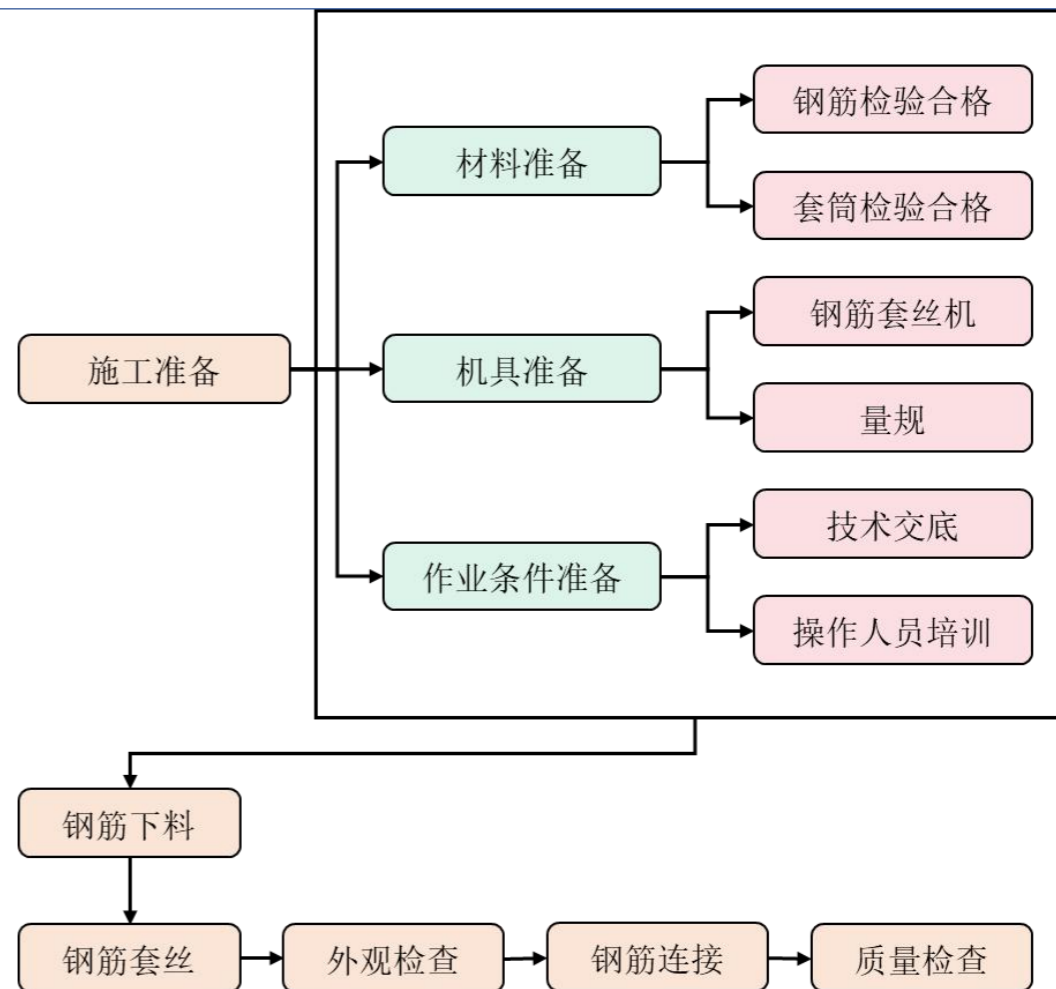 施工准备
材料准备
钢筋检验合格
套筒检验合格
机具准备
钢筋套丝机
量规
作业条件准备
技术交底
操作人员培训
钢筋下料
钢筋套丝
外观检查
钢筋连接
质量检查